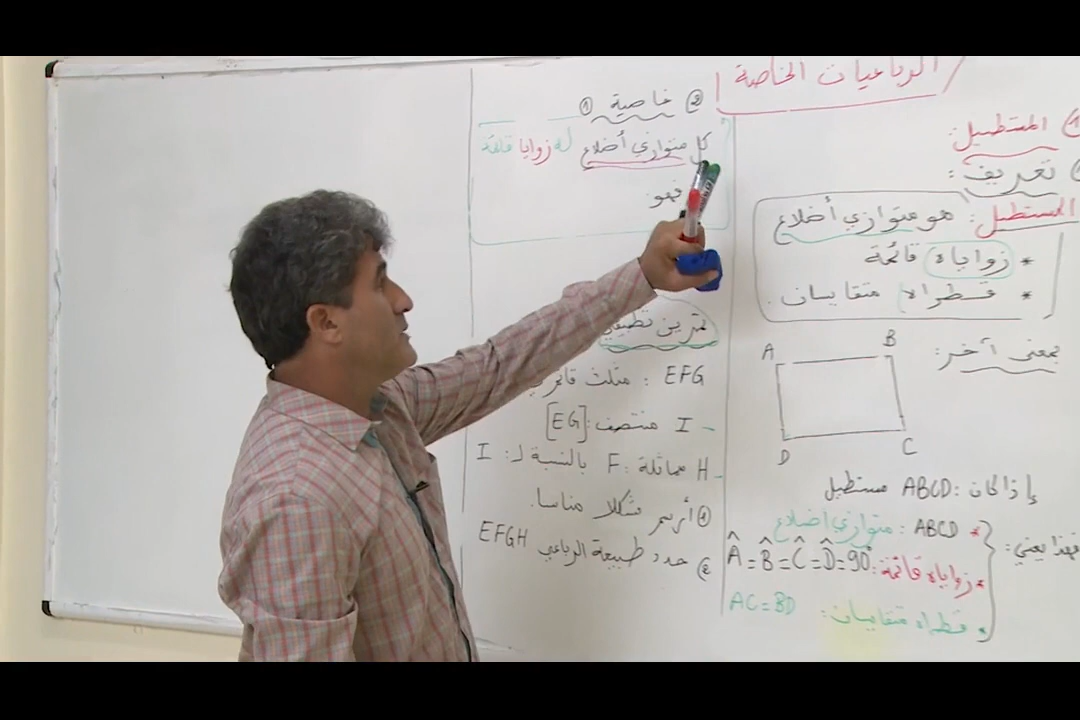 الرباعيات الخاصة
المستطيل:
تعريف:
المستطيل: هو متوازي أضلاع
* زواياه قائمة
* قطراه متقايسان.
بمعنى آخر:
A B
D C
إذا كان: ABCD مستطيل
فهذا يعني:
* ABCD: متوازي أضلاع
* زواياه قائمة: Â = B̂ = Ĉ = D̂ = 90°
* قطراه متقايسان: AC = BD
② خاصية ①
كل متوازي أضلاع له زوايا قائمة
فهو
تمرين تطبيقي
EFG: مثلث قائم
- I منتصف: [EG]
- H مماثلة: F بالنسبة لـ: I
① أرسم شكلا مناسبا.
② حدد طبيعة الرباعي EFGH